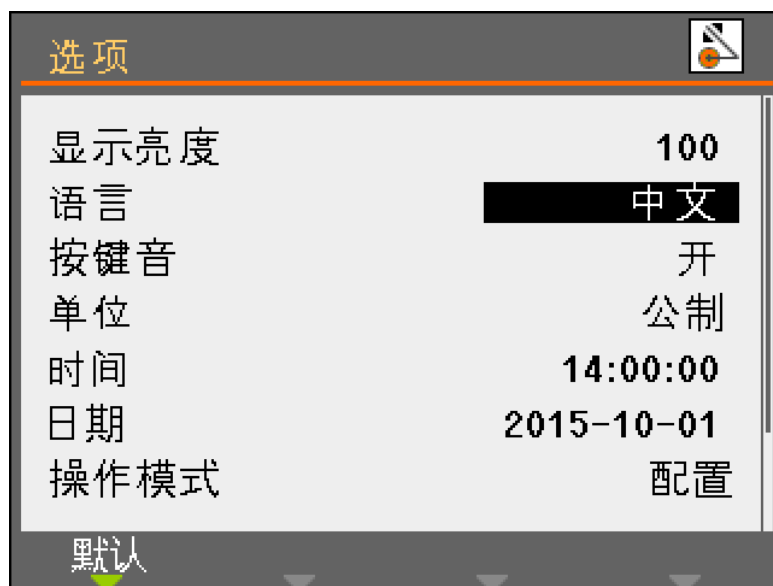 选项
显示亮度 100
语言 中文
按键音 开
单位 公制
时间 14:00:00
日期 2015-10-01
操作模式 配置
默认